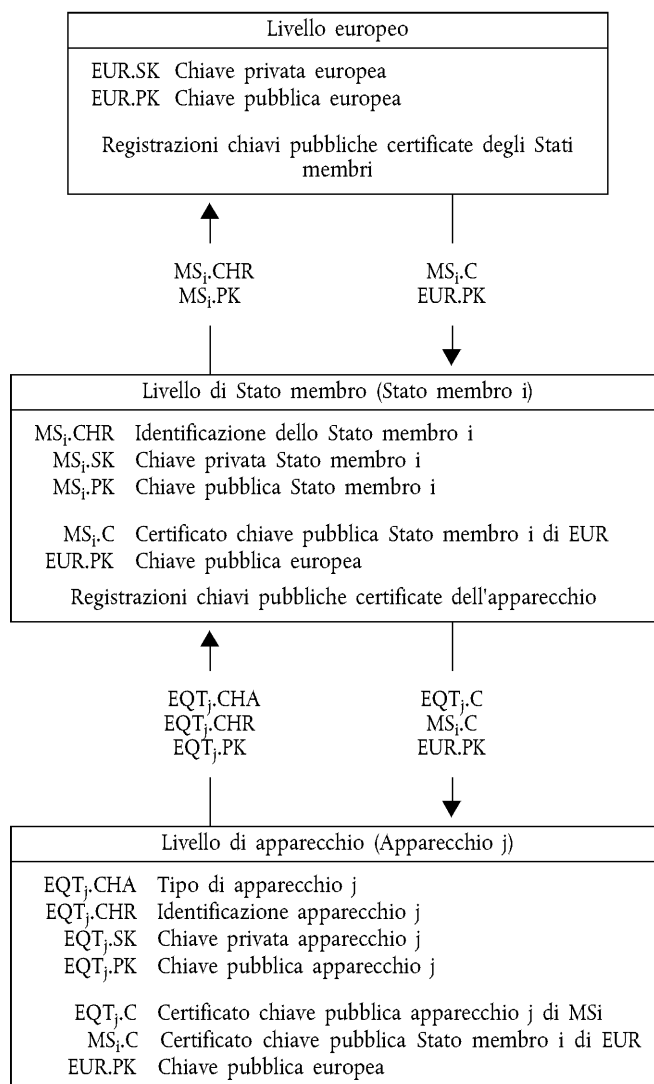 Livello europeo
EUR.SK Chiave privata europea
EUR.PK Chiave pubblica europea
Registrazioni chiavi pubbliche certificate degli Stati
membri
MSi.CHR
MSi.PK
MSi.C
EUR.PK
Livello di Stato membro (Stato membro i)
MSi.CHR Identificazione dello Stato membro i
MSi.SK Chiave privata Stato membro i
MSi.PK Chiave pubblica Stato membro i
MSi.C Certificato chiave pubblica Stato membro i di EUR
EUR.PK Chiave pubblica europea
Registrazioni chiavi pubbliche certificate dell'apparecchio
EQTj.CHA
EQTj.CHR
EQTj.PK
EQTj.C
MSi.C
EUR.PK
Livello di apparecchio (Apparecchio j)
EQTj.CHA Tipo di apparecchio j
EQTj.CHR Identificazione apparecchio j
EQTj.SK Chiave privata apparecchio j
EQTj.PK Chiave pubblica apparecchio j
EQTj.C Certificato chiave pubblica apparecchio j di MSi
MSi.C Certificato chiave pubblica Stato membro i di EUR
EUR.PK Chiave pubblica europea